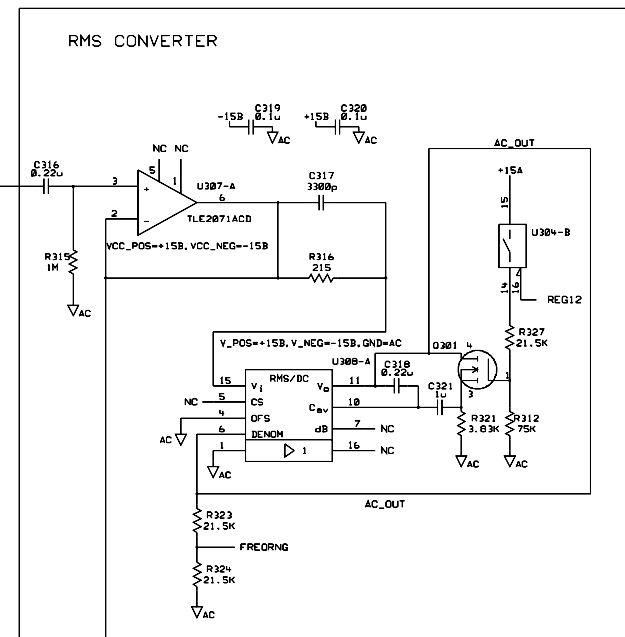 RMS CONVERTER
C319
0.1u
-15B
AC
C320
0.1u
+15B
AC
AC_OUT
+15A
NC NC
C316
0.22u
5
1
U307-A
3
+
6
2
-
TLE2071ACD
VCC_POS=+15B,VCC_NEG=-15B
C317
3300p
15
U304-B
14
16
REG12
R315
1M
AC
R316
215
R327
21.5K
V_POS=+15B,V_NEG=-15B,GND=AC
U308-A
Q301
4
C318
0.22u
RMS/DC
15
Vi
Vo
11
C321
1u
3
1
NC
5
CS
Cav
10
4
OFS
dB
7
NC
AC
6
DENOM
1
1
16
NC
AC
R321
3.83K
R312
75K
AC
AC
AC_OUT
R323
21.5K
FREQRNG
R324
21.5K
AC